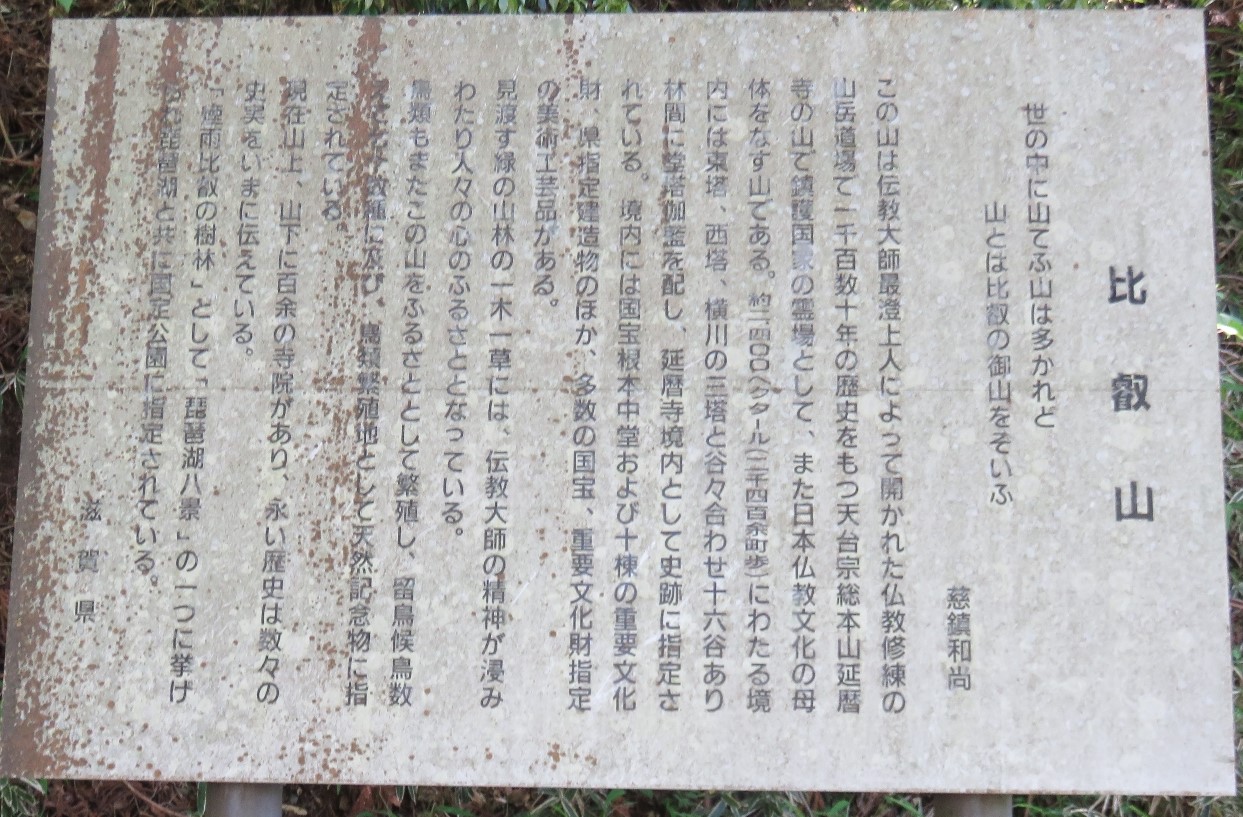 比叡山
世の中に山てふ山は多かれど
山とは比叡の御山をぞいふ
慈鎮和尚
この山は伝教大師最澄上人によって開かれた仏教修練の
山岳道場で一千百数十年の歴史をもつ天台宗総本山延暦
寺の山で鎮護国家の霊場として、また日本仏教文化の母
体をなす山である。約二四〇〇ヘクタール(二千四百余町歩)にわたる境
内には東塔、西塔、横川の三塔と谷々合わせ十六谷あり
林間に堂塔伽藍を配し、延暦寺境内として史跡に指定さ
れている。境内には国宝根本中堂および十棟の重要文化
財、県指定建造物のほか、多数の国宝、重要文化財指定
の美術工芸品がある。
見渡す緑の山林の一木一草には、伝教大師の精神が浸み
わたり人々の心のふるさととなっている。
鳥類もまたこの山をふるさととして繁殖し、留鳥候鳥数
数種に及び、鳥類繁殖地として天然記念物に指
定されている。
現在山上、山下に百余の寺院があり、永い歴史は数々の
史実をいまに伝えている。
「煙雨比叡の樹林」として「琵琶湖八景」の一つに挙げ
琵琶湖と共に国定公園に指定されている。
滋賀県